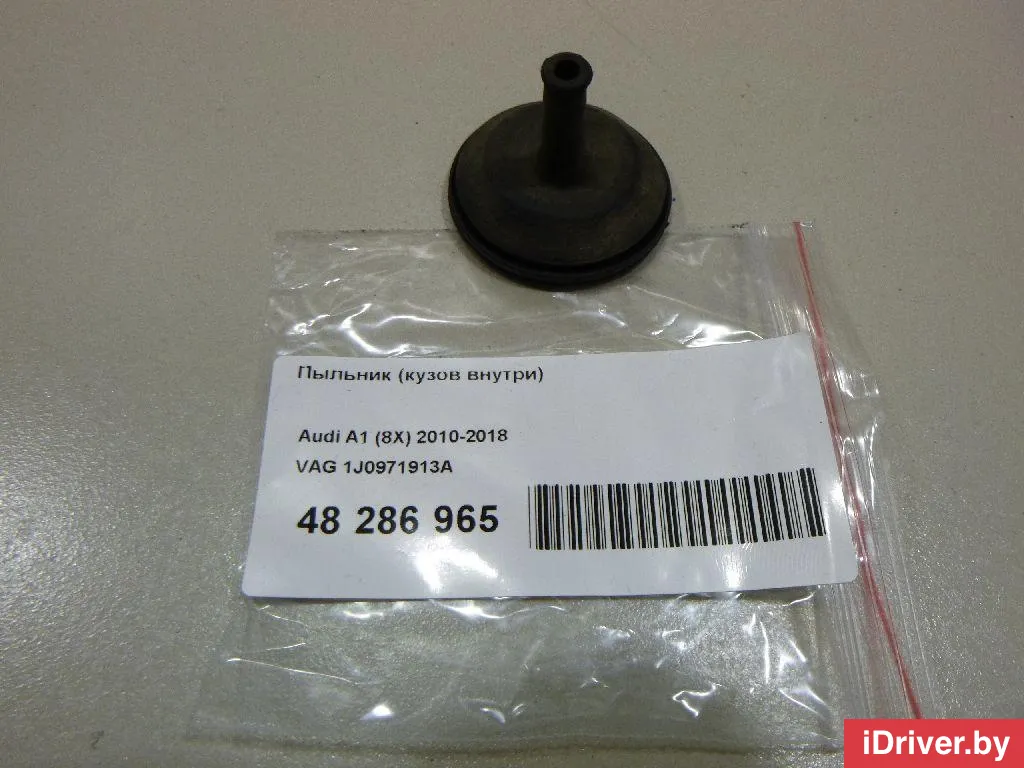 Пыльник (кузов внутри)
Audi A1 (8X) 2010-2018
VAG 1J0971913A
48 286 965
iDriver.by